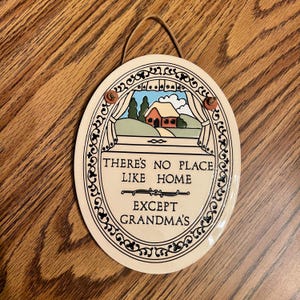 THERE'S NO PLACE
LIKE HOME
EXCEPT
GRANDMA'S